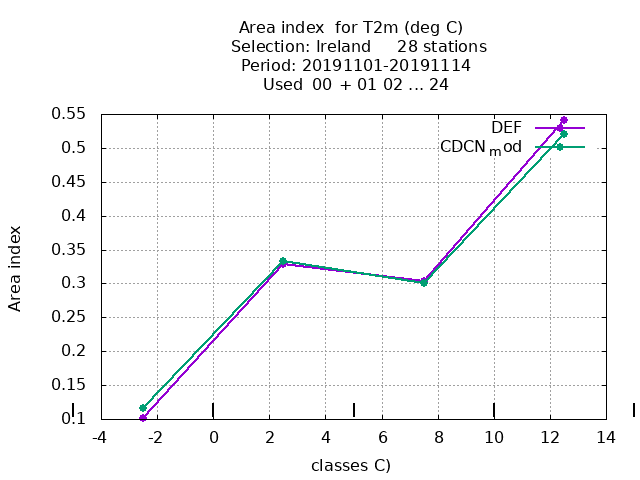 Area index  for T2m (deg C)
Selection: Ireland     28 stations
Period: 20191101-20191114
Used  00 + 01 02 ... 24
0.55
0.5
0.45
0.4
0.35
0.3
0.25
0.2
0.15
0.1
Area index
DEF
CDCN_mod
-4 -2 0 2 4 6 8 10 12 14
classes C)